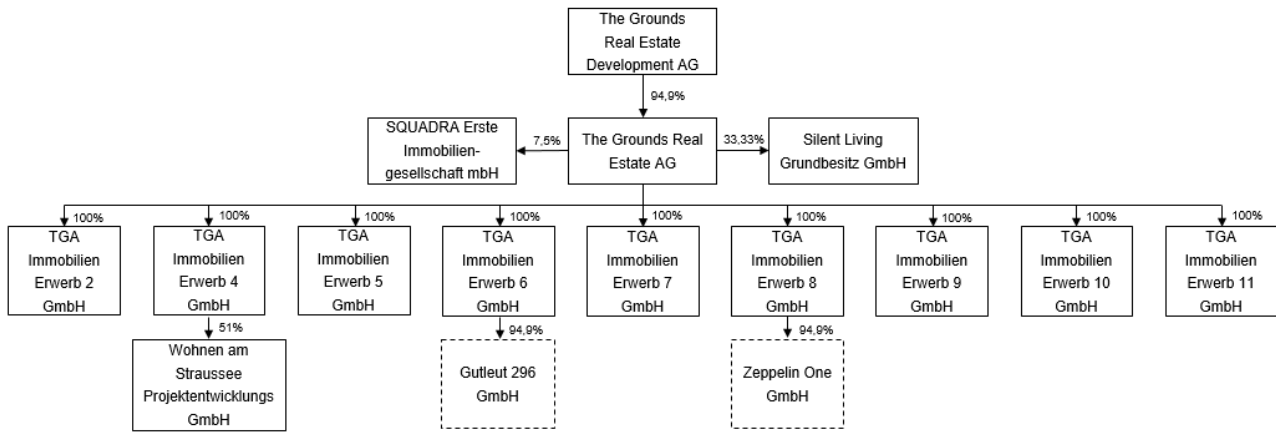 The Grounds
Real Estate
Development AG
94,9%
SQUADRA Erste
Immobilien-
gesellschaft mbH
7,5%
The Grounds Real
Estate AG
33,33%
Silent Living
Grundbesitz GmbH
100%
100%
100%
100%
100%
100%
100%
100%
100%
TGA
Immobilien
Erwerb 2
GmbH
TGA
Immobilien
Erwerb 4
GmbH
TGA
Immobilien
Erwerb 5
GmbH
TGA
Immobilien
Erwerb 6
GmbH
TGA
Immobilien
Erwerb 7
GmbH
TGA
Immobilien
Erwerb 8
GmbH
TGA
Immobilien
Erwerb 9
GmbH
TGA
Immobilien
Erwerb 10
GmbH
TGA
Immobilien
Erwerb 11
GmbH
51%
94,9%
94,9%
Wohnen am
Straussee
Projektentwicklungs
GmbH
Gutleut 296
GmbH
Zeppelin One
GmbH